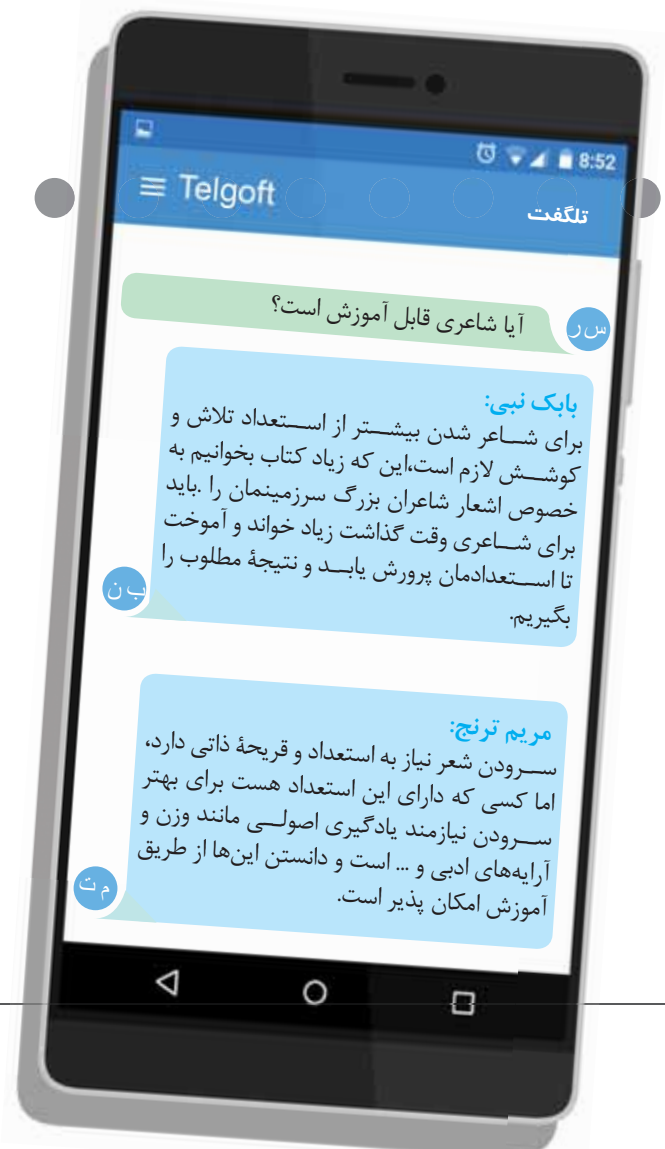 8:52
Telgoft
تلگفت
س ر
آیا شاعری قابل آموزش است؟
بابک نبی:
برای شاعر شدن بیشتر از استعداد تلاش و
کوشش لازم است،این که زیاد کتاب بخوانیم به
خصوص اشعار شاعران بزرگ سرزمینمان را .باید
برای شاعری وقت گذاشت زیاد خواند و آموخت
تا استعدادمان پرورش یابد و نتیجهٔ مطلوب را
بگیریم.
ب ن
مریم ترنج:
سرودن شعر نیاز به استعداد و قریحهٔ ذاتی دارد،
اما کسی که دارای این استعداد هست برای بهتر
سرودن نیازمند یادگیری اصولی مانند وزن و
آرایه‌های ادبی و ... است و دانستن این‌ها از طریق
آموزش امکان پذیر است.
م ت